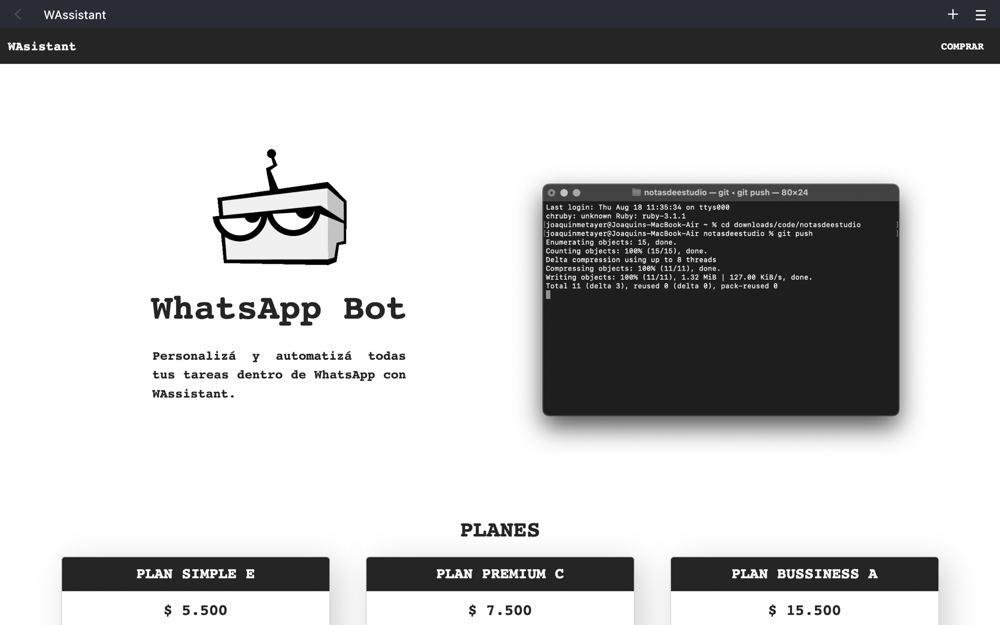 WAssistant
WAsistant
COMPRAR
WhatsApp Bot
Personalizá y automatizá todas
tus tareas dentro de WhatsApp con
WAssistant.
notasdeestudio — git • git push — 80×24
Last login: Thu Aug 18 11:35:34 on ttys000
chruby: unknown Ruby: ruby-3.1.1
[joaquinmetayer@Joaquins-MacBook-Air ~ % cd downloads/code/notasdeestudio ]
[joaquinmetayer@Joaquins-MacBook-Air notasdeestudio % git push ]
Enumerating objects: 15, done.
Counting objects: 100% (15/15), done.
Delta compression using up to 8 threads
Compressing objects: 100% (11/11), done.
Writing objects: 100% (11/11), 1.32 MiB | 127.00 KiB/s, done.
Total 11 (delta 3), reused 0 (delta 0), pack-reused 0
PLANES
PLAN SIMPLE E
$ 5.500
PLAN PREMIUM C
$ 7.500
PLAN BUSSINESS A
$ 15.500